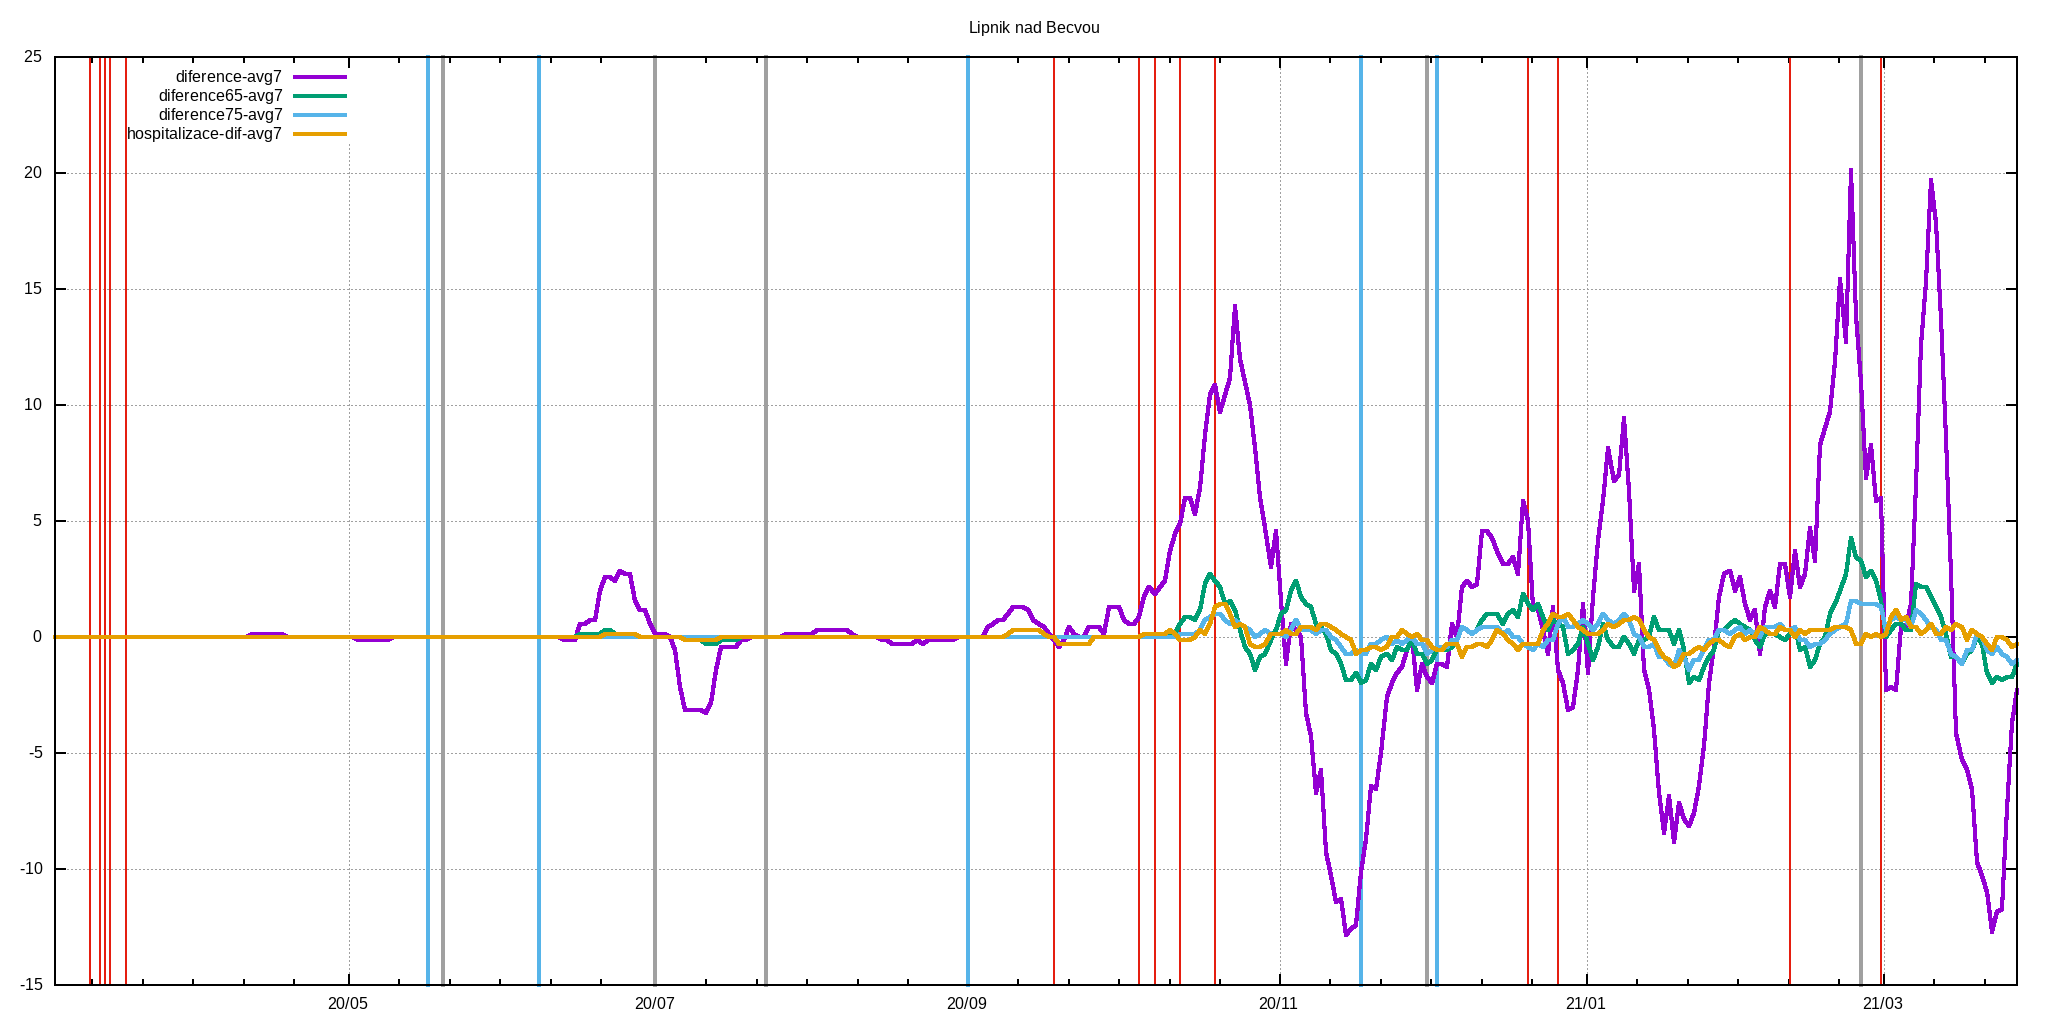 Lipnik nad Becvou
25
diference-avg7
diference65-avg7
diference75-avg7
hospitalizace-dif-avg7
20
15
10
5
0
-5
-10
-15
20/05 20/07 20/09 20/11 21/01 21/03